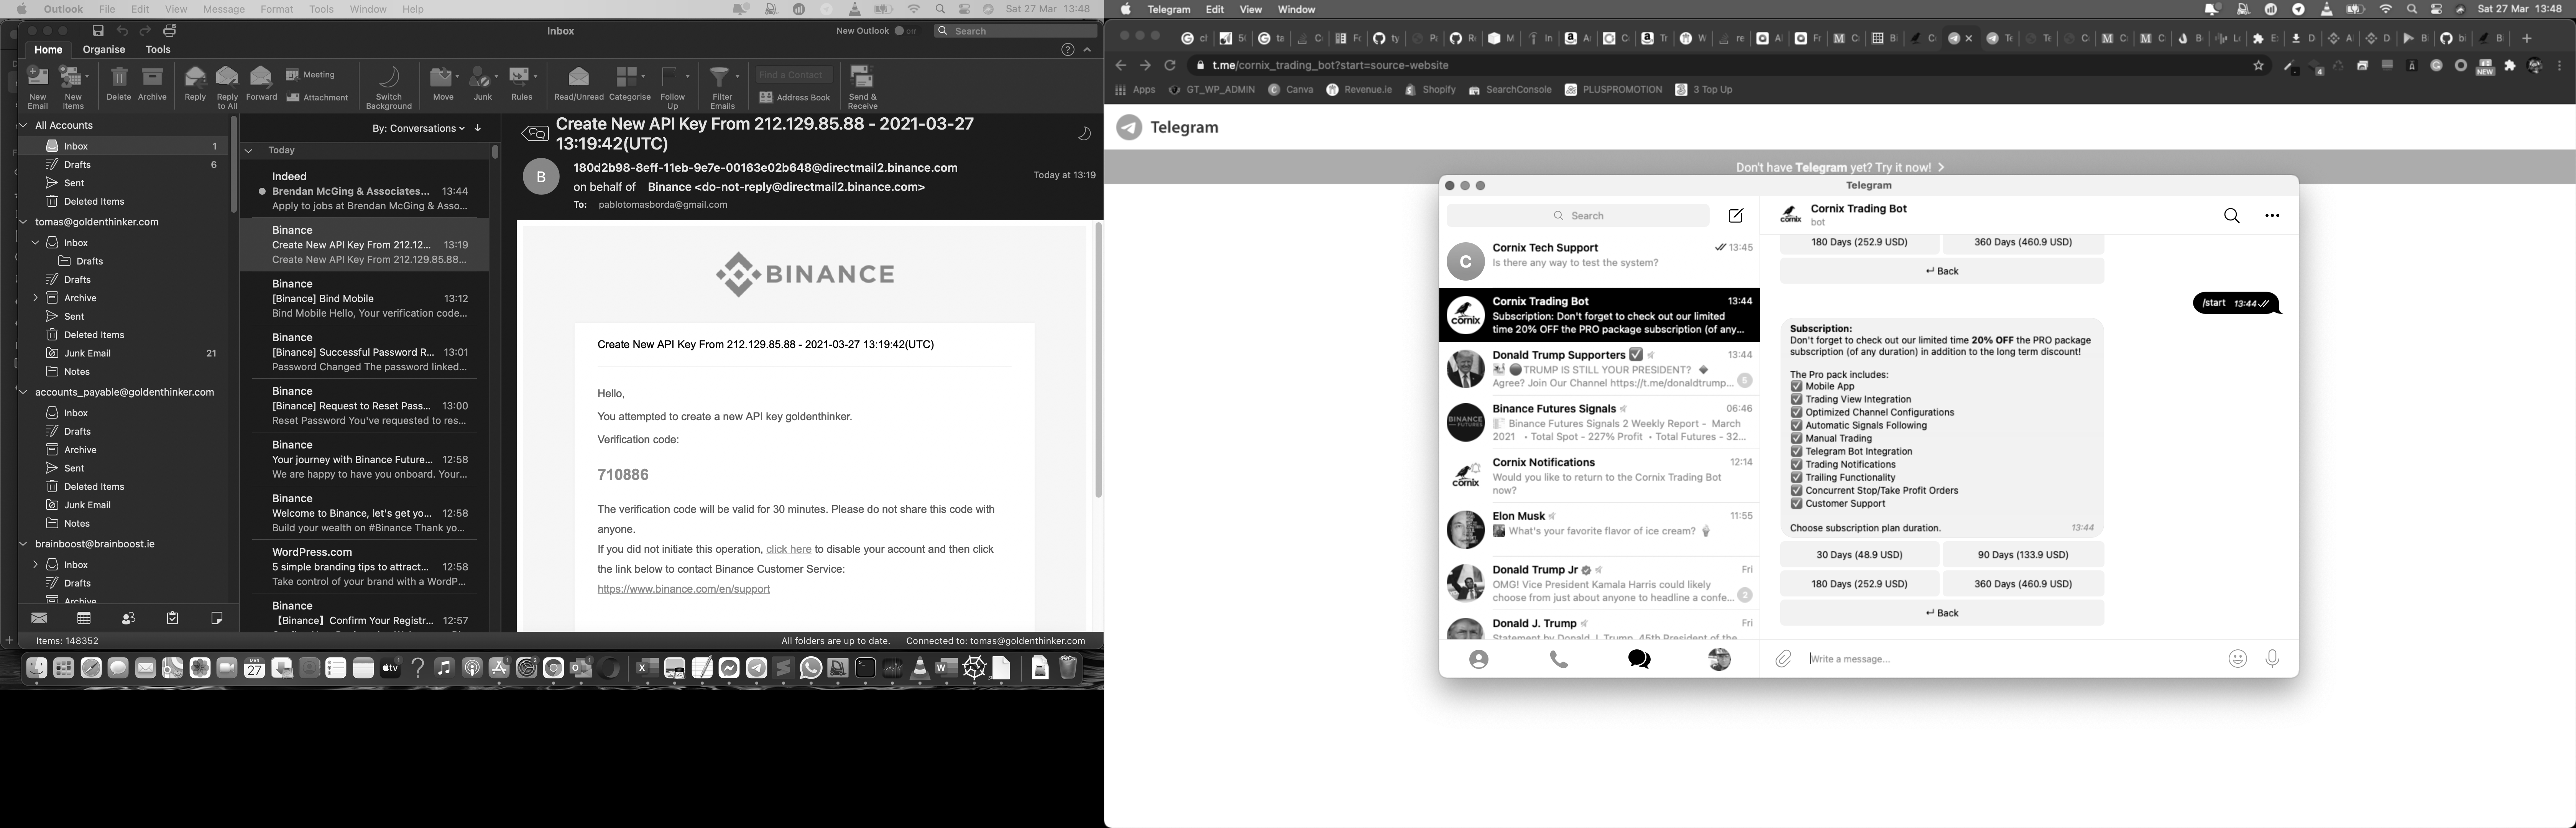 Outlook File Edit View Message Format Tools Window Help Sat 27 Mar 13:48
Inbox New Outlook Search
Home Organise Tools
New Email
New Items
Delete
Archive
Reply
Reply to All
Forward
Meeting
Attachment
Switch Background
Move
Junk
Rules
Read/Unread
Categorise
Follow Up
Filter Emails
Find a Contact
Address Book
Send & Receive
All Accounts
Inbox 1
Drafts 6
Sent
Deleted Items
tomas@goldenthinker.com
Inbox
Drafts
Drafts
Archive
Sent
Deleted Items
Junk Email 21
Notes
accounts_payable@goldenthinker.com
Inbox
Drafts
Archive
Sent
Deleted Items
Junk Email
Notes
brainboost@brainboost.ie
Inbox
Drafts
Archive
Items: 148352
By: Conversations
Today
Indeed
Brendan McGing & Associates... 13:44
Apply to jobs at Brendan McGing & Asso...
Binance
Create New API Key From 212.12... 13:19
Create New API Key From 212.129.85.88...
Binance
[Binance] Bind Mobile 13:12
Bind Mobile Hello, Your verification code...
Binance
[Binance] Successful Password R... 13:01
Password Changed The password linked...
Binance
[Binance] Request to Reset Pass... 13:00
Reset Password You've requested to res...
Binance
Your journey with Binance Future... 12:58
We are happy to have you onboard. Your...
Binance
Welcome to Binance, let's get yo... 12:58
Build your wealth on #Binance Thank yo...
WordPress.com
5 simple branding tips to attract... 12:58
Take control of your brand with a WordP...
Binance
【Binance】Confirm Your Registr... 12:57
Create New API Key From 212.129.85.88 - 2021-03-27
13:19:42(UTC)
B
180d2b98-8eff-11eb-9e7e-00163e02b648@directmail2.binance.com
on behalf of Binance <do-not-reply@directmail2.binance.com>
Today at 13:19
To: pablotomasborda@gmail.com
BINANCE
Create New API Key From 212.129.85.88 - 2021-03-27 13:19:42(UTC)
Hello,
You attempted to create a new API key goldenthinker.
Verification code:
710886
The verification code will be valid for 30 minutes. Please do not share this code with
anyone.
If you did not initiate this operation, click here to disable your account and then click
the link below to contact Binance Customer Service:
https://www.binance.com/en/support
All folders are up to date. Connected to: tomas@goldenthinker.com
Telegram Edit View Window Sat 27 Mar 13:48
t.me/cornix_trading_bot?start=source-website
Apps GT_WP_ADMIN Canva Revenue.ie Shopify SearchConsole PLUSPROMOTION 3 Top Up
Telegram
Don't have Telegram yet? Try it now!
Telegram
Search
Cornix Tech Support 13:45
Is there any way to test the system?
Cornix Trading Bot 13:44
Subscription: Don't forget to check out our limited
time 20% OFF the PRO package subscription (of any...
Donald Trump Supporters 13:44
TRUMP IS STILL YOUR PRESIDENT?
Agree? Join Our Channel https://t.me/donaldtrump... 5
Binance Futures Signals 06:46
Binance Futures Signals 2 Weekly Report - March
2021 • Total Spot - 227% Profit • Total Futures - 32...
Cornix Notifications 12:14
Would you like to return to the Cornix Trading Bot
now?
Elon Musk 11:55
What's your favorite flavor of ice cream?
Donald Trump Jr Fri
OMG! Vice President Kamala Harris could likely
choose from just about anyone to headline a confe... 2
Donald J. Trump Fri
Statement by Donald J. Trump, 45th President of the
Cornix Trading Bot
bot
180 Days (252.9 USD) 360 Days (460.9 USD)
Back
/start 13:44
Subscription:
Don't forget to check out our limited time 20% OFF the PRO package
subscription (of any duration) in addition to the long term discount!
The Pro pack includes:
Mobile App
Trading View Integration
Optimized Channel Configurations
Automatic Signals Following
Manual Trading
Telegram Bot Integration
Trading Notifications
Trailing Functionality
Concurrent Stop/Take Profit Orders
Customer Support
Choose subscription plan duration. 13:44
30 Days (48.9 USD) 90 Days (133.9 USD)
180 Days (252.9 USD) 360 Days (460.9 USD)
Back
Write a message...